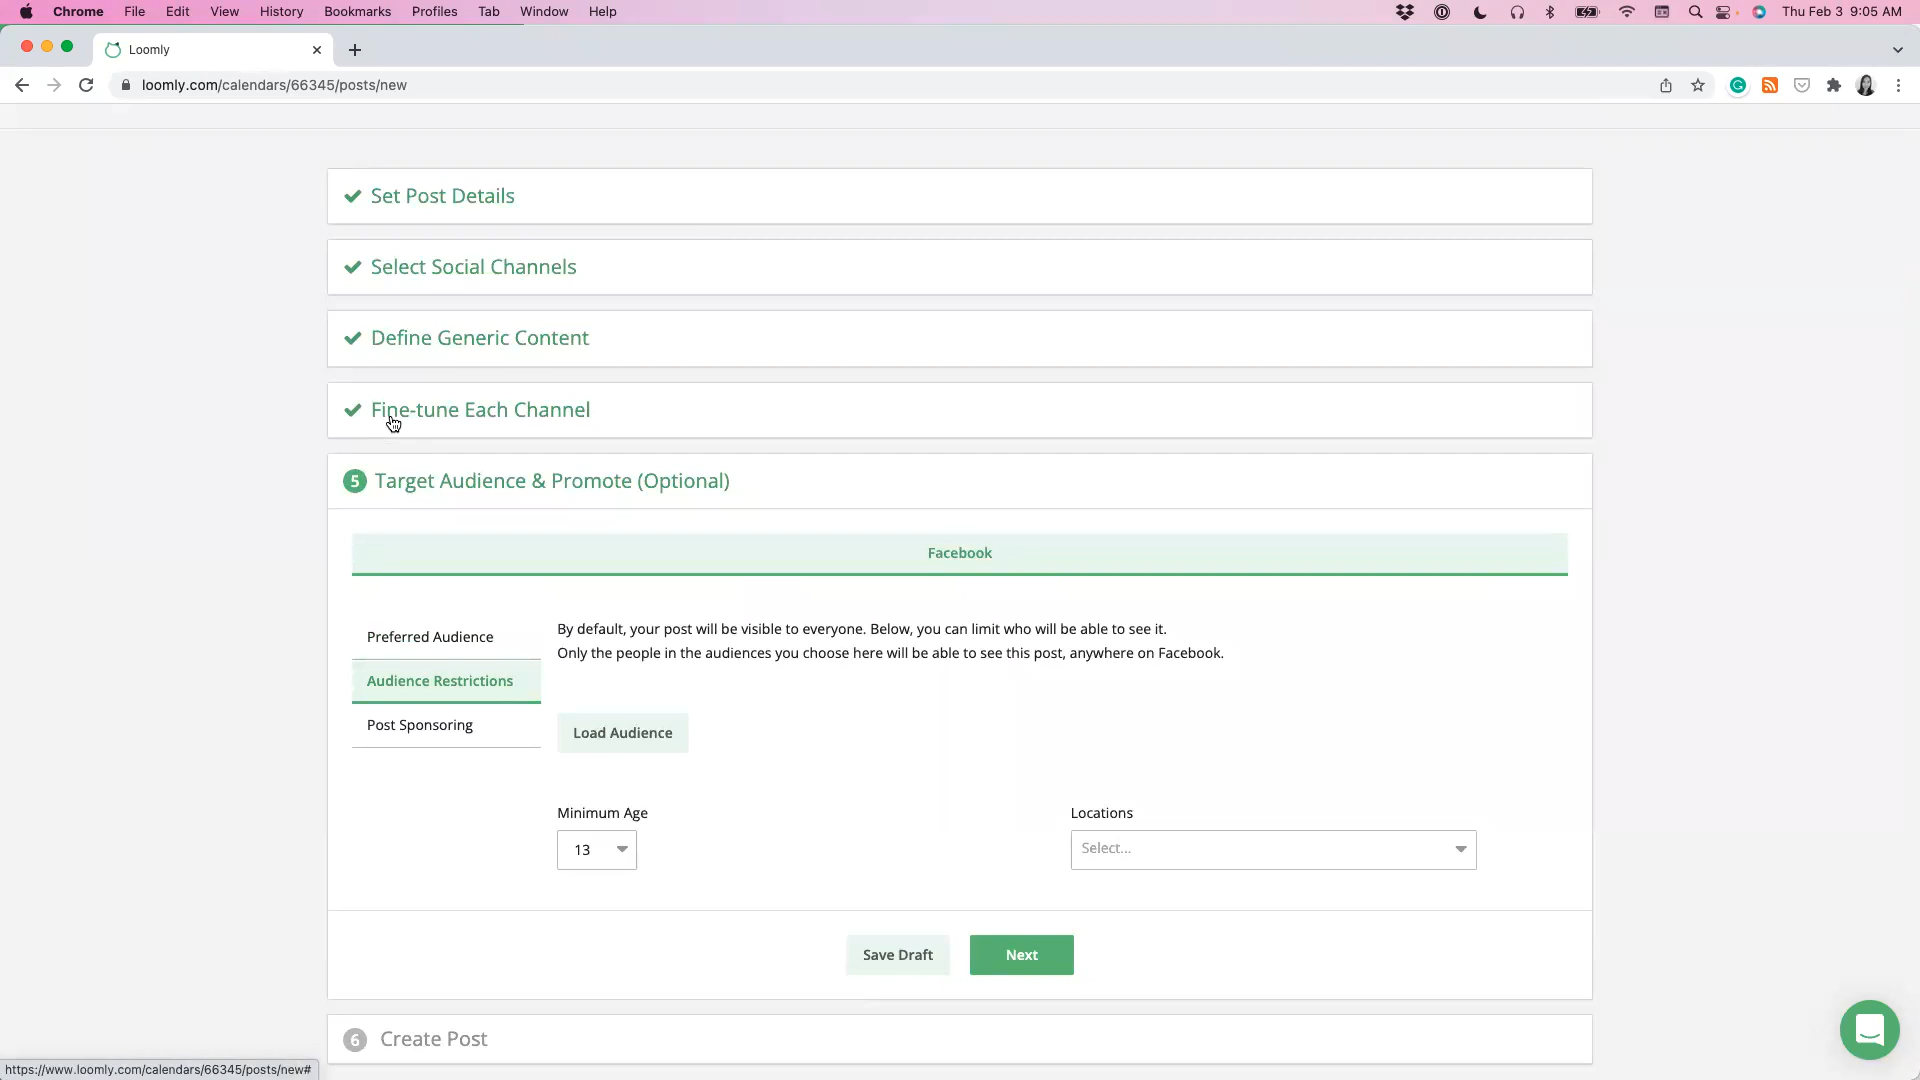 Chrome File Edit View History Bookmarks Profiles Tab Window Help Thu Feb 3 9:05 AM
Loomly
loomly.com/calendars/66345/posts/new
Set Post Details
Select Social Channels
Define Generic Content
Fine-tune Each Channel
5 Target Audience & Promote (Optional)
Facebook
Preferred Audience
Audience Restrictions
Post Sponsoring
By default, your post will be visible to everyone. Below, you can limit who will be able to see it.
Only the people in the audiences you choose here will be able to see this post, anywhere on Facebook.
Load Audience
Minimum Age
13
Locations
Select...
Save Draft
Next
6 Create Post
https://www.loomly.com/calendars/66345/posts/new#